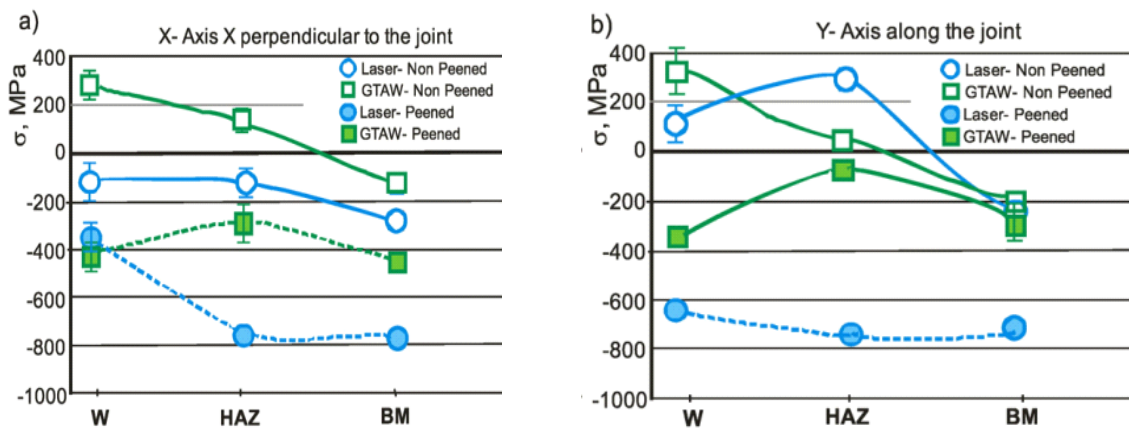 a)
X- Axis X perpendicular to the joint
400
200
0
-200
-400
-600
-800
-1000
σ, MPa
Laser- Non Peened
GTAW- Non Peened
Laser- Peened
GTAW- Peened
W
HAZ
BM
b)
Y- Axis along the joint
400
200
0
-200
-400
-600
-800
-1000
σ, MPa
Laser- Non Peened
GTAW- Non Peened
Laser- Peened
GTAW- Peened
W
HAZ
BM